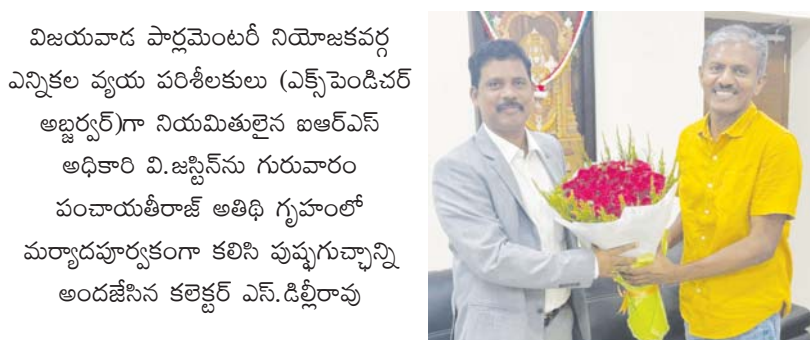 విజయవాడ పార్లమెంటరీ నియోజకవర్గ
ఎన్నికల వ్యయ పరిశీలకులు (ఎక్స్‌పెండిచర్
అబ్జర్వర్)గా నియమితులైన ఐఆర్ఎస్
అధికారి వి.జస్టిన్‌ను గురువారం
పంచాయతీరాజ్ అతిథి గృహంలో
మర్యాదపూర్వకంగా కలిసి పుష్పగుచ్ఛాన్ని
అందజేసిన కలెక్టర్ ఎస్.డిల్లీరావు